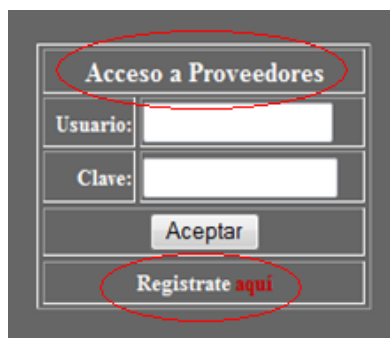 Acceso a Proveedores
Usuario:
Clave:
Aceptar
Registrate aquí